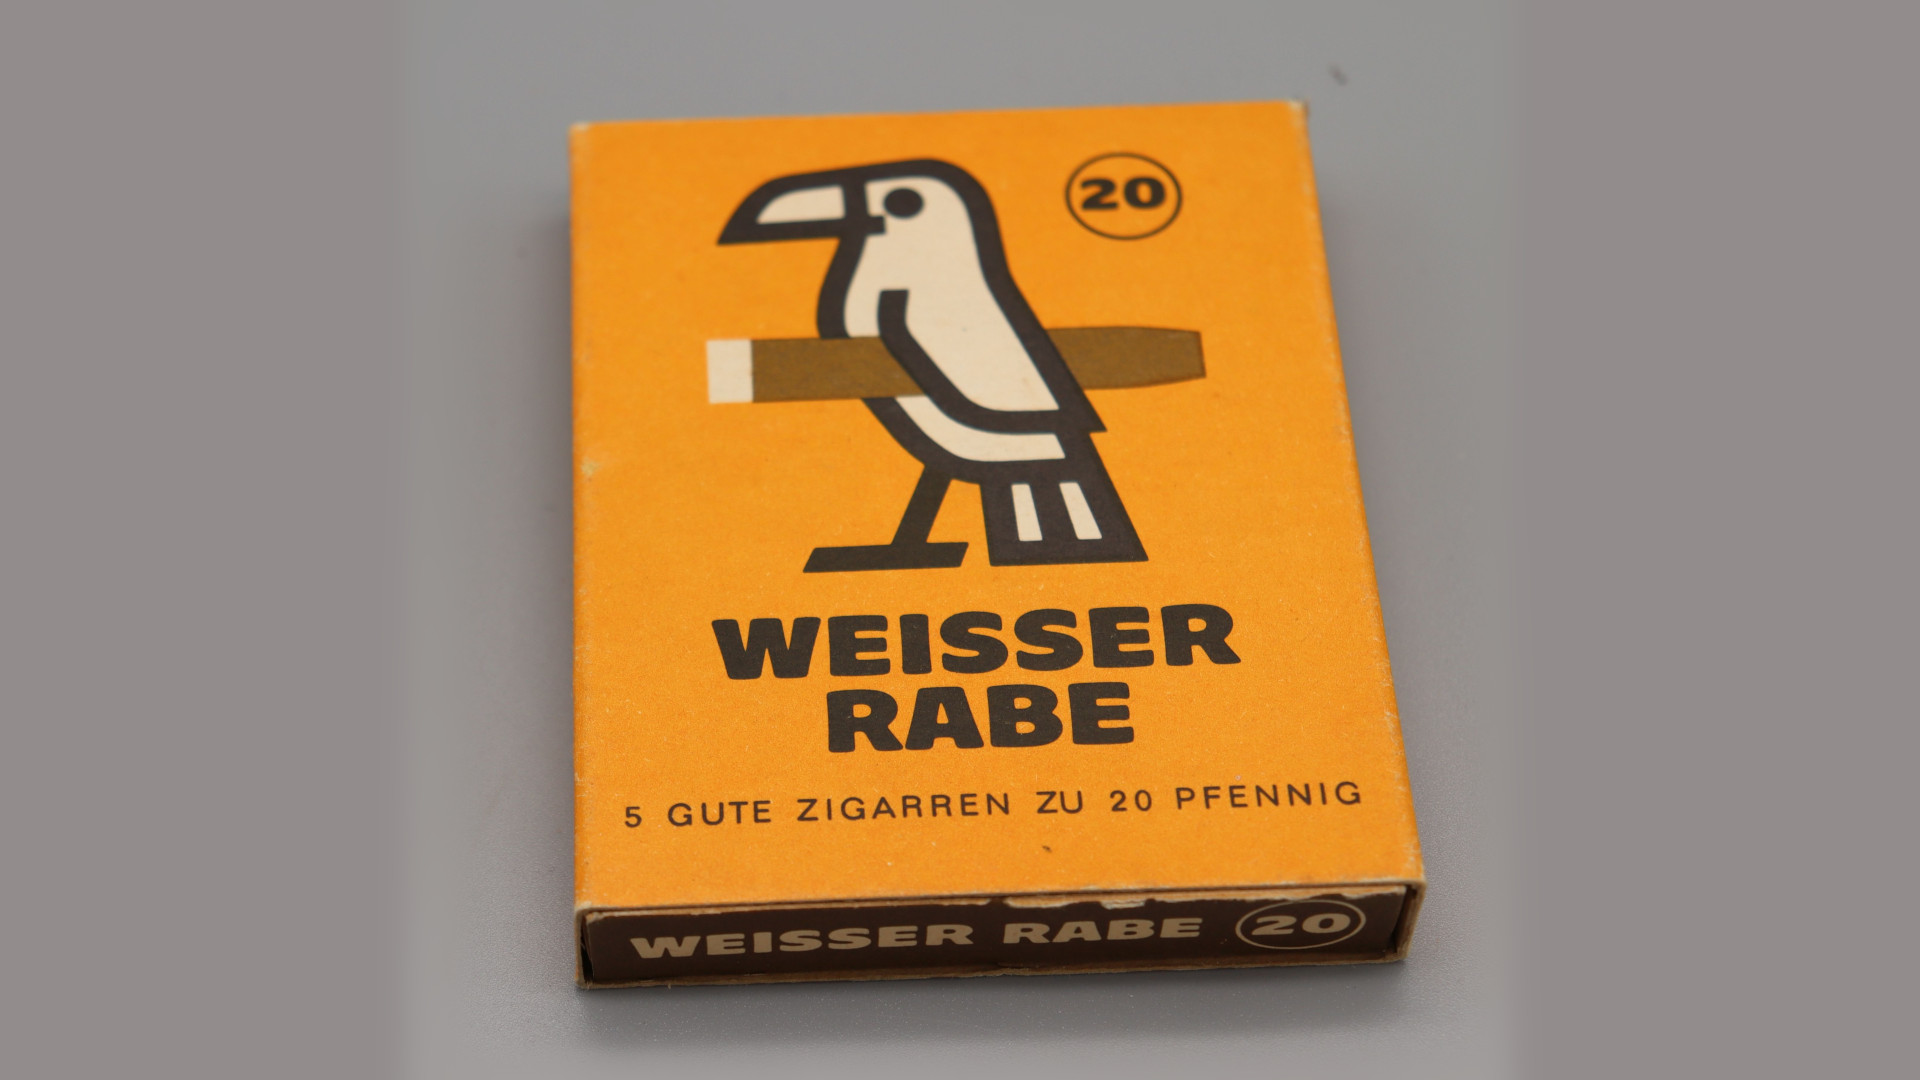 20
WEISSER
RABE
5 GUTE ZIGARREN ZU 20 PFENNIG
WEISSER RABE 20